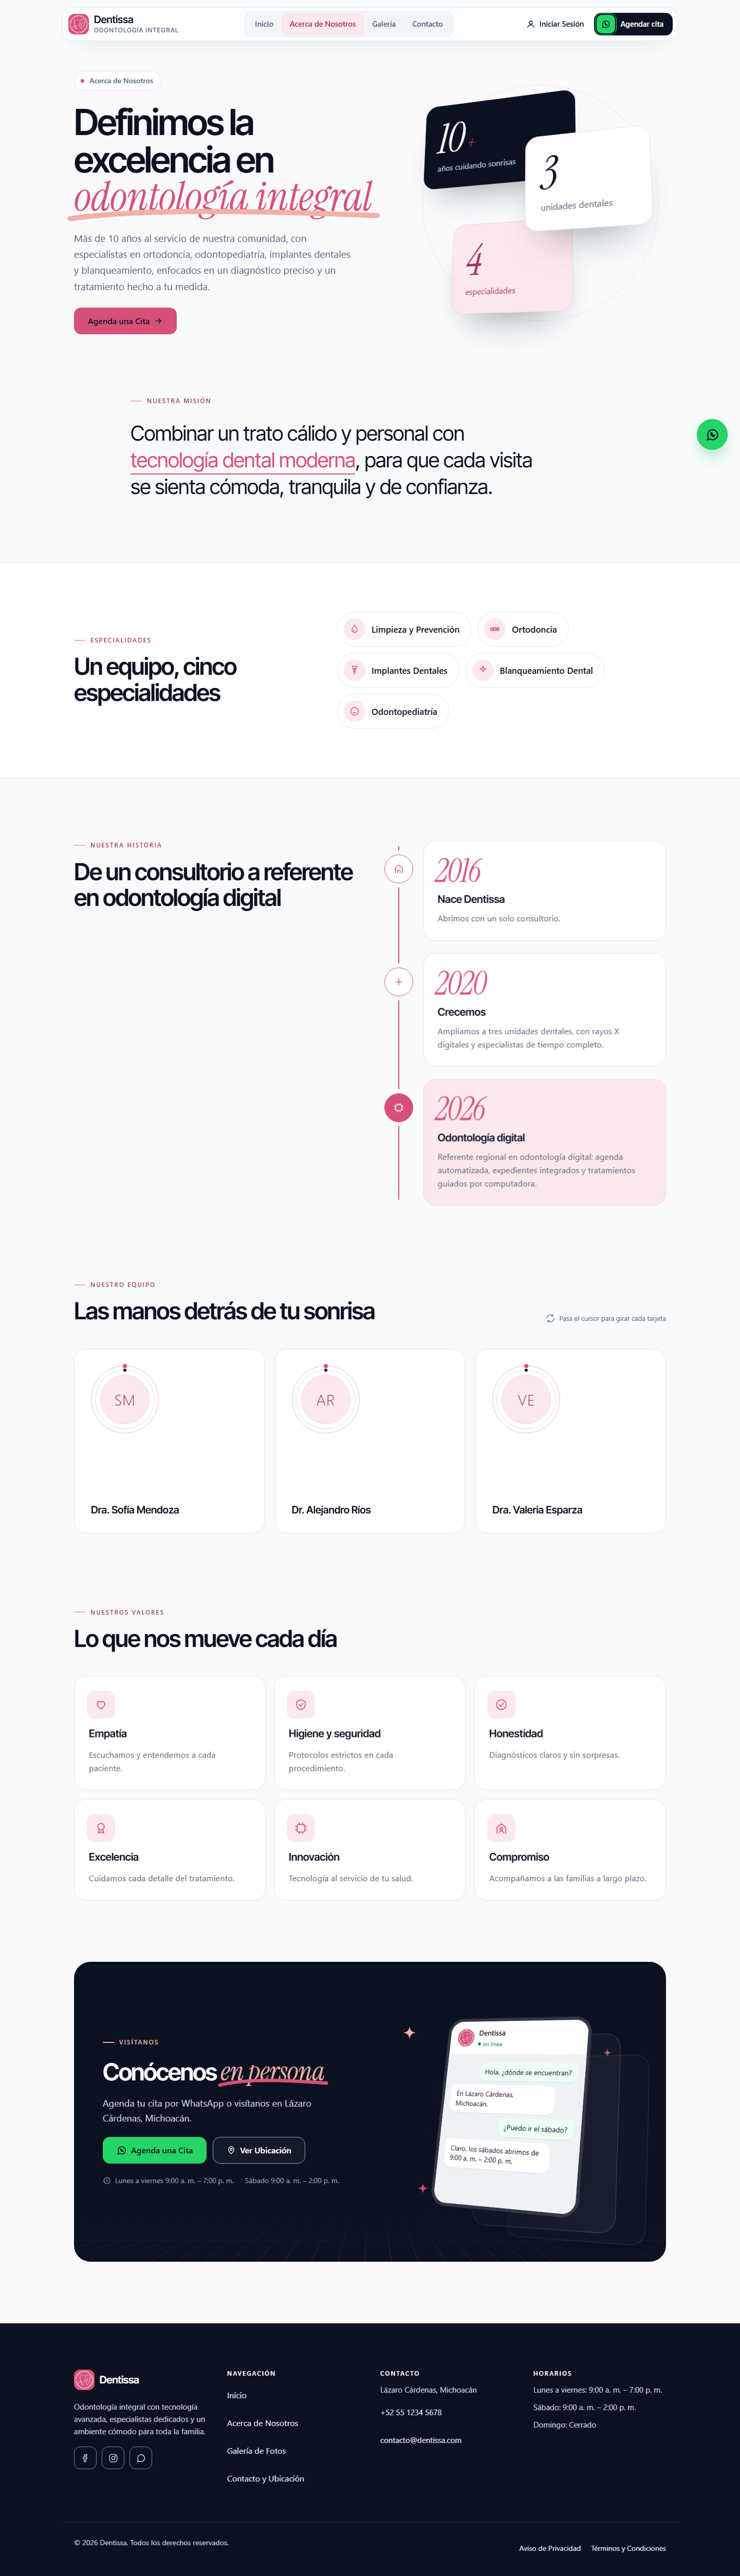 Dentissa
ODONTOLOGÍA INTEGRAL
Inicio
Acerca de Nosotros
Galería
Contacto
Iniciar Sesión
Agendar cita
Acerca de Nosotros
Definimos la
excelencia en
odontología integral
Más de 10 años al servicio de nuestra comunidad, con
especialistas en ortodoncia, odontopediatría, implantes dentales
y blanqueamiento, enfocados en un diagnóstico preciso y un
tratamiento hecho a tu medida.
Agenda una Cita
10+
años cuidando sonrisas
3
unidades dentales
4
especialidades
NUESTRA MISIÓN
Combinar un trato cálido y personal con
tecnología dental moderna, para que cada visita
se sienta cómoda, tranquila y de confianza.
ESPECIALIDADES
Un equipo, cinco
especialidades
Limpieza y Prevención
Ortodoncia
Implantes Dentales
Blanqueamiento Dental
Odontopediatría
NUESTRA HISTORIA
De un consultorio a referente
en odontología digital
2016
Nace Dentissa
Abrimos con un solo consultorio.
2020
Crecemos
Ampliamos a tres unidades dentales, con rayos X
digitales y especialistas de tiempo completo.
2026
Odontología digital
Referente regional en odontología digital: agenda
automatizada, expedientes integrados y tratamientos
guiados por computadora.
NUESTRO EQUIPO
Las manos detrás de tu sonrisa
Pasa el cursor para girar cada tarjeta
SM
Dra. Sofía Mendoza
AR
Dr. Alejandro Ríos
VE
Dra. Valeria Esparza
NUESTROS VALORES
Lo que nos mueve cada día
Empatía
Escuchamos y entendemos a cada
paciente.
Higiene y seguridad
Protocolos estrictos en cada
procedimiento.
Honestidad
Diagnósticos claros y sin sorpresas.
Excelencia
Cuidamos cada detalle del tratamiento.
Innovación
Tecnología al servicio de tu salud.
Compromiso
Acompañamos a las familias a largo plazo.
VISÍTANOS
Conócenos en persona
Agenda tu cita por WhatsApp o visítanos en Lázaro
Cárdenas, Michoacán.
Agenda una Cita
Ver Ubicación
Lunes a viernes 9:00 a. m. – 7:00 p. m.
Sábado 9:00 a. m. – 2:00 p. m.
Dentissa
en línea
Hola, ¿dónde se encuentran?
En Lázaro Cárdenas,
Michoacán.
¿Puedo ir el sábado?
Claro, los sábados abrimos de
9:00 a. m. – 2:00 p. m.
Dentissa
Odontología integral con tecnología
avanzada, especialistas dedicados y un
ambiente cómodo para toda la familia.
NAVEGACIÓN
Inicio
Acerca de Nosotros
Galería de Fotos
Contacto y Ubicación
CONTACTO
Lázaro Cárdenas, Michoacán
+52 55 1234 5678
contacto@dentissa.com
HORARIOS
Lunes a viernes: 9:00 a. m. – 7:00 p. m.
Sábado: 9:00 a. m. – 2:00 p. m.
Domingo: Cerrado
© 2026 Dentissa. Todos los derechos reservados.
Aviso de Privacidad
Términos y Condiciones